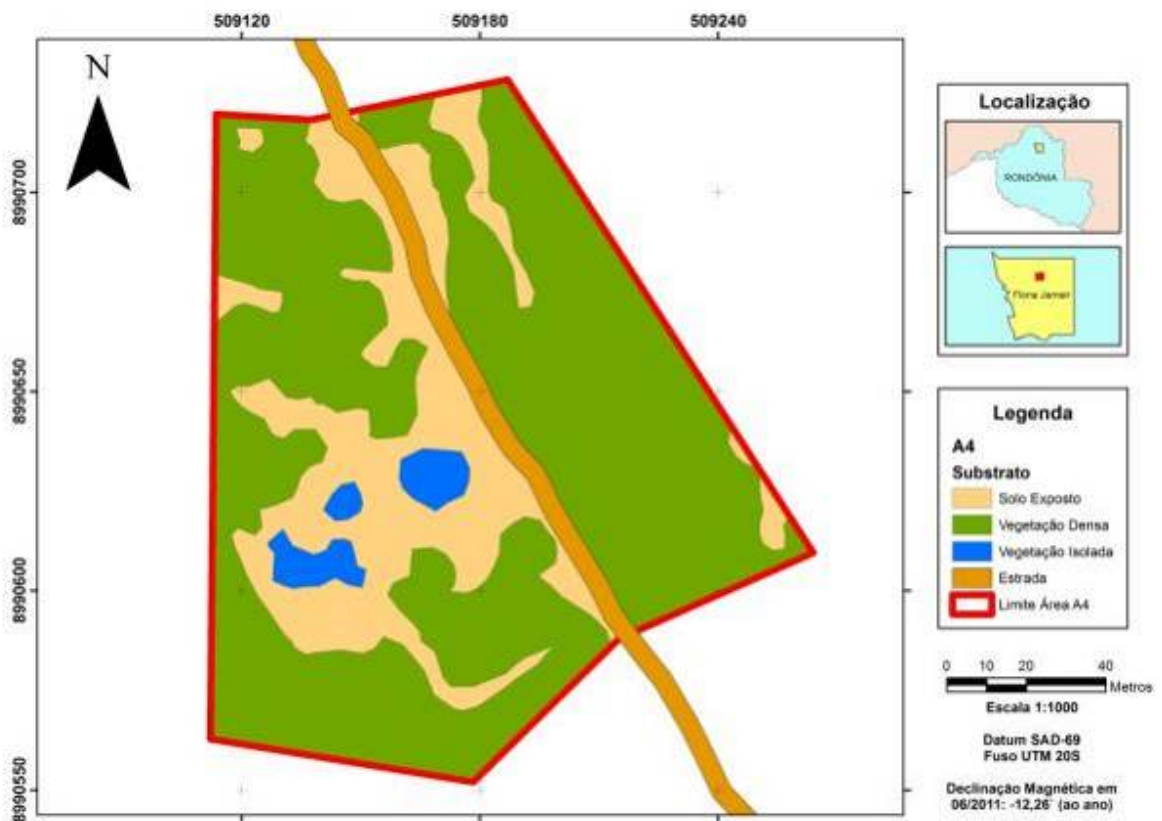 509120 509180 509240
N
8990700
8990650
8990600
8990550
Localização
RONDÔNIA
Flona Jamari
Legenda
A4
Substrato
Solo Exposto
Vegetação Densa
Vegetação Isolada
Estrada
Limite Área A4
0 10 20 40
Metros
Escala 1:1000
Datum SAD-69
Fuso UTM 20S
Declinação Magnética em
06/2011: -12,26' (ao ano)